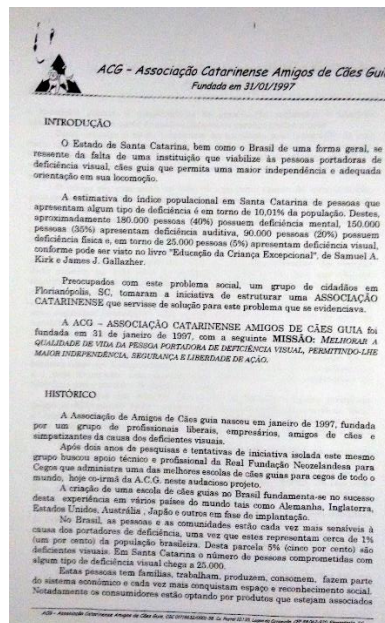 ACG – Associação Catarinense Amigos de Cães Guia
Fundada em 31/01/1997
INTRODUÇÃO
O Estado de Santa Catarina, bem como o Brasil de uma forma geral, se
ressente da falta de uma instituição que viabilize às pessoas portadoras de
deficiência visual, cães guia que permita uma maior independência e adequada
orientação em sua locomoção.
A estimativa do índice populacional em Santa Catarina de pessoas que
apresentam algum tipo de deficiência é em torno de 10,01% da população. Destes,
aproximadamente 180.000 pessoas (40%) possuem deficiência mental, 150.000
pessoas (35%) apresentam deficiência auditiva, 90.000 pessoas (20%) possuem
deficiência física e, em torno de 25.000 pessoas (5%) apresentam deficiência visual,
conforme pode ser visto no livro "Educação da Criança Excepcional", de Samuel A.
Kirk e James J. Gallazher.
Preocupados com este problema social, um grupo de cidadãos em
Florianópolis, SC, tomaram a iniciativa de estruturar uma ASSOCIAÇÃO
CATARINENSE que servisse de solução para este problema que se evidenciava.
A ACG – ASSOCIAÇÃO CATARINENSE AMIGOS DE CÃES GUIA foi
fundada em 31 de janeiro de 1997, com a seguinte MISSÃO: MELHORAR A
QUALIDADE DE VIDA DA PESSOA PORTADORA DE DEFICIÊNCIA VISUAL, PERMITINDO-LHE
MAIOR INDEPENDÊNCIA, SEGURANÇA E LIBERDADE DE AÇÃO.
HISTÓRICO
A Associação de Amigos de Cães guia nasceu em janeiro de 1997, fundada
por um grupo de profissionais liberais, empresários, amigos de cães e
simpatizantes da causa dos deficientes visuais.
Após dois anos de pesquisas e tentativas de iniciativa isolada este mesmo
grupo buscou apoio técnico e profissional da Real Fundação Neozelandesa para
Cegos que administra uma das melhores escolas de cães guias para cegos de todo o
mundo, hoje co-irmã da A.C.G. neste audacioso projeto.
A criação de uma escola de cães guias no Brasil fundamenta-se no sucesso
desta experiência em vários países do mundo tais como Alemanha, Inglaterra,
Estados Unidos, Austrália , Japão e outros em fase de implantação.
No Brasil, as pessoas e as comunidades estão cada vez mais sensíveis à
causa dos portadores de deficiência, uma vez que estes representam cerca de 1%
(um por cento) da população brasileira. Desta parcela 5% (cinco por cento) são
deficientes visuais. Em Santa Catarina o número de pessoas comprometidas com
algum tipo de deficiência visual chega a 25.000.
Estas pessoas tem famílias, trabalham, produzem, consomem, fazem parte
do sistema econômico e cada vez mais conquistam espaço e reconhecimento social.
Notadamente os consumidores estão optando por produtos que estejam associados
ACG – Associação Catarinense Amigos de Cães Guia,